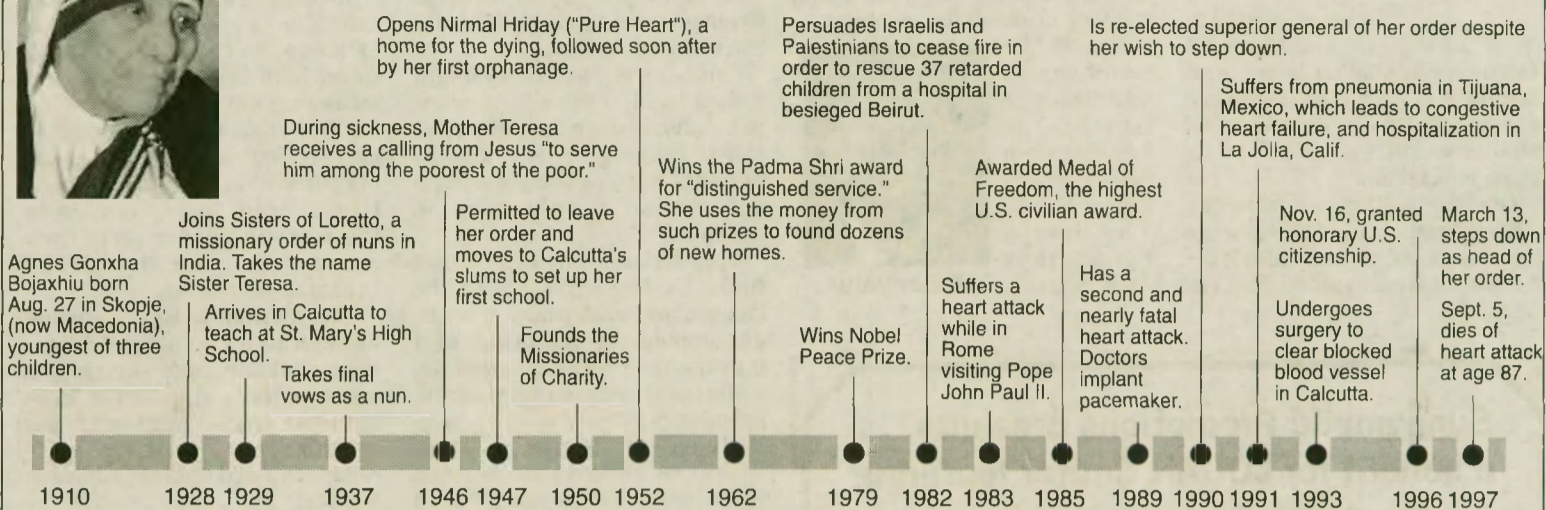 Agnes Gonxha
Bojaxhiu born
Aug. 27 in Skopje,
(now Macedonia),
youngest of three
children.
Joins Sisters of Loretto, a
missionary order of nuns in
India. Takes the name
Sister Teresa.
Arrives in Calcutta to
teach at St. Mary's High
School.
Takes final
vows as a nun.
During sickness, Mother Teresa
receives a calling from Jesus "to serve
him among the poorest of the poor."
Permitted to leave
her order and
moves to Calcutta's
slums to set up her
first school.
Founds the
Missionaries
of Charity.
Opens Nirmal Hriday ("Pure Heart"), a
home for the dying, followed soon after
by her first orphanage.
Wins the Padma Shri award
for "distinguished service."
She uses the money from
such prizes to found dozens
of new homes.
Wins Nobel
Peace Prize.
Persuades Israelis and
Palestinians to cease fire in
order to rescue 37 retarded
children from a hospital in
besieged Beirut.
Suffers a
heart attack
while in
Rome
visiting Pope
John Paul II.
Awarded Medal of
Freedom, the highest
U.S. civilian award.
Has a
second and
nearly fatal
heart attack.
Doctors
implant
pacemaker.
Is re-elected superior general of her order despite
her wish to step down.
Suffers from pneumonia in Tijuana,
Mexico, which leads to congestive
heart failure, and hospitalization in
La Jolla, Calif.
Undergoes
surgery to
clear blocked
blood vessel
in Calcutta.
Nov. 16, granted
honorary U.S.
citizenship.
March 13,
steps down
as head of
her order.
Sept. 5,
dies of
heart attack
at age 87.
1910 1928 1929 1937 1946 1947 1950 1952 1962 1979 1982 1983 1985 1989 1990 1991 1993 1996 1997